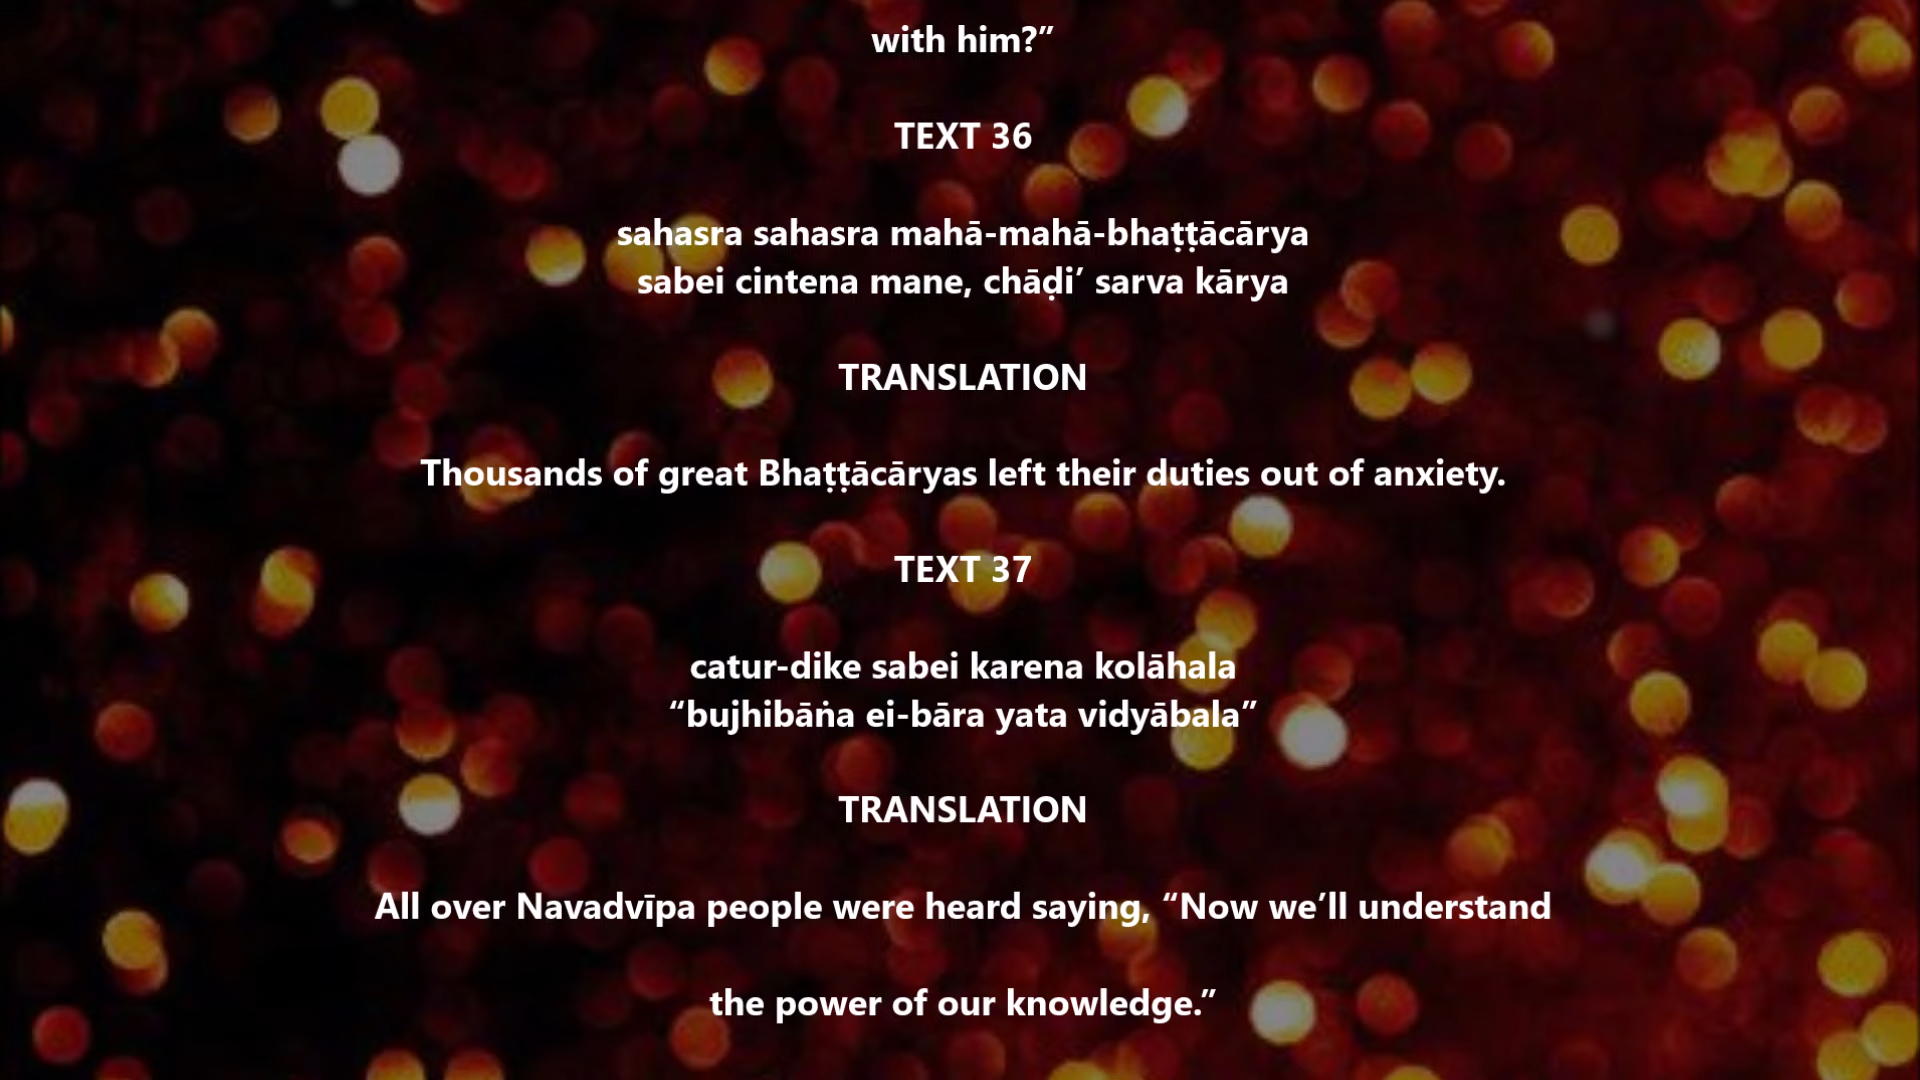 with him?”
TEXT 36
sahasra sahasra mahā-mahā-bhaṭṭācārya
sabei cintena mane, chāḍi’ sarva kārya
TRANSLATION
Thousands of great Bhaṭṭācāryas left their duties out of anxiety.
TEXT 37
catur-dike sabei karena kolāhala
“bujhibāṅa ei-bāra yata vidyābala”
TRANSLATION
All over Navadvīpa people were heard saying, “Now we’ll understand
the power of our knowledge.”